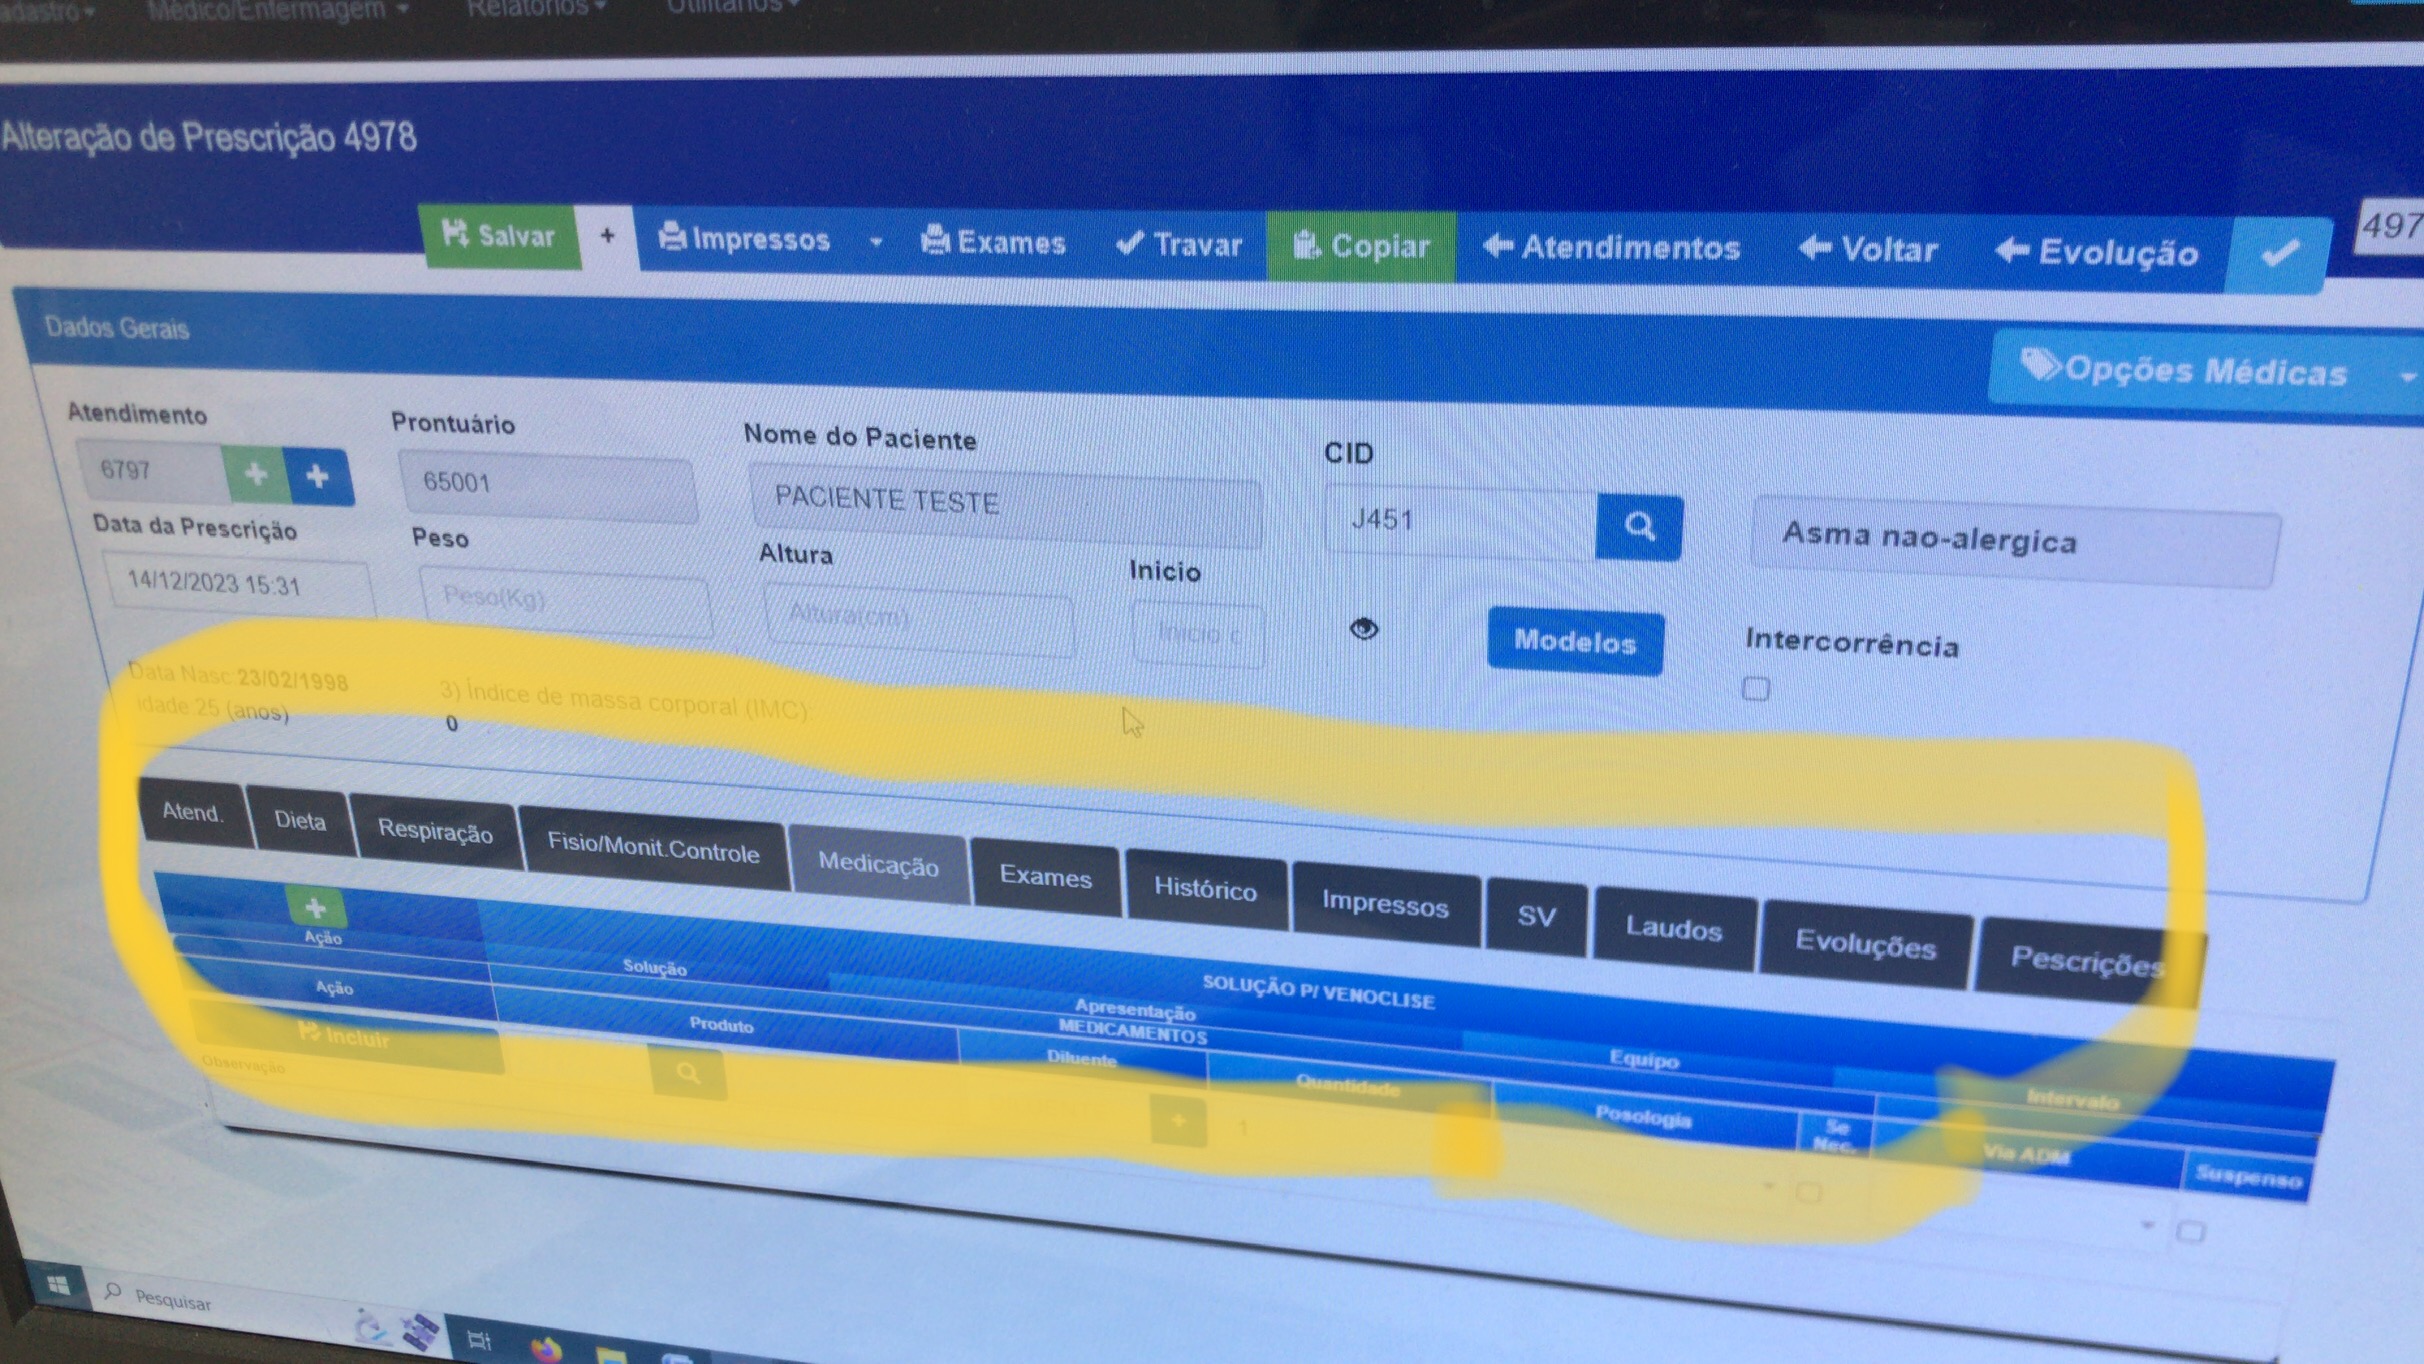 Médico/Enfermagem Relatórios Utilitários
Alteração de Prescrição 4978
Salvar + Impressos Exames Travar Copiar Atendimentos Voltar Evolução
Dados Gerais
Opções Médicas
Atendimento Prontuário Nome do Paciente CID
6797 65001 PACIENTE TESTE J451 Asma nao-alergica
Data da Prescrição Peso Altura Inicio
14/12/2023 15:31 Peso(Kg) Altura(cm) Modelos Intercorrência
Data Nasc:23/02/1998 3) Índice de massa corporal (IMC)
Idade:25 (anos) 0
Atend. Dieta Respiração Fisio/Monit.Controle Medicação Exames Histórico Impressos SV Laudos Evoluções Pescrições
SOLUÇÃO P/ VENOCLISE
Ação Solução Apresentação Equipo Intervalo
MEDICAMENTOS
Ação Produto Diluente Quantidade Posologia Se Nec. Via ADM Suspenso
Incluir 1
Observação
Pesquisar